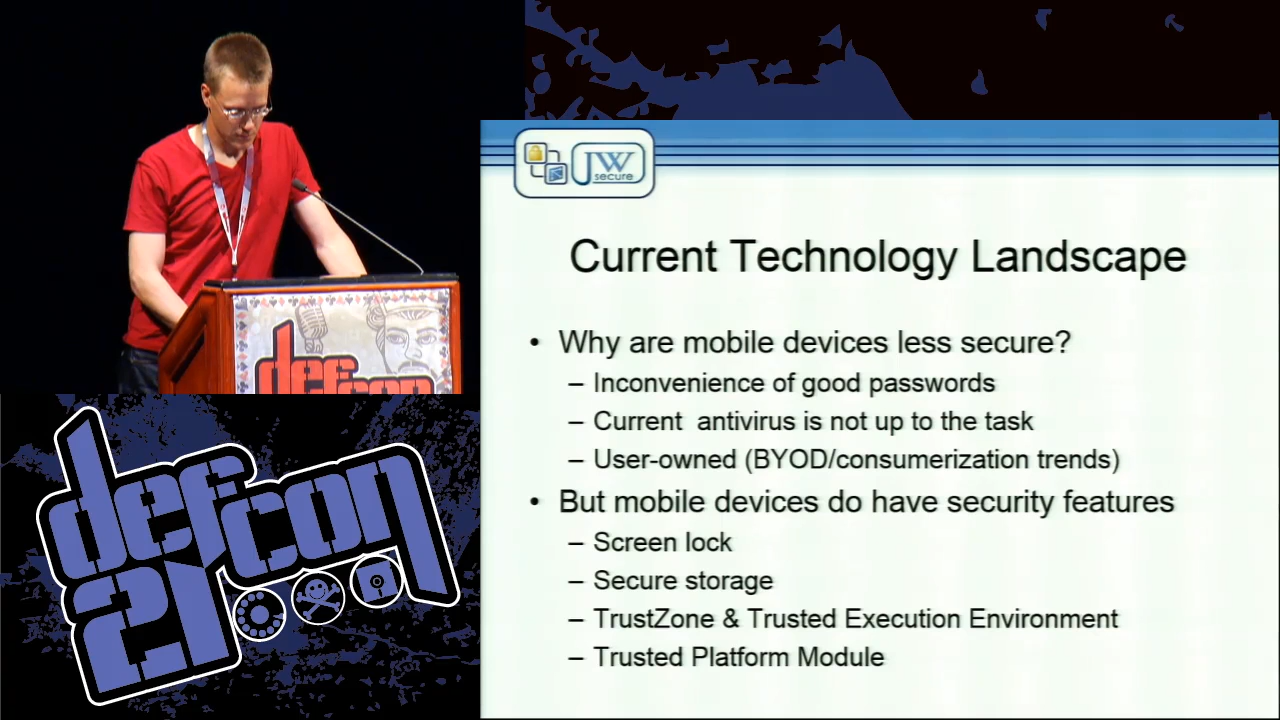 JW
secure
Current Technology Landscape
• Why are mobile devices less secure?
– Inconvenience of good passwords
– Current antivirus is not up to the task
– User-owned (BYOD/consumerization trends)
• But mobile devices do have security features
– Screen lock
– Secure storage
– TrustZone & Trusted Execution Environment
– Trusted Platform Module
defcon
defcon
21